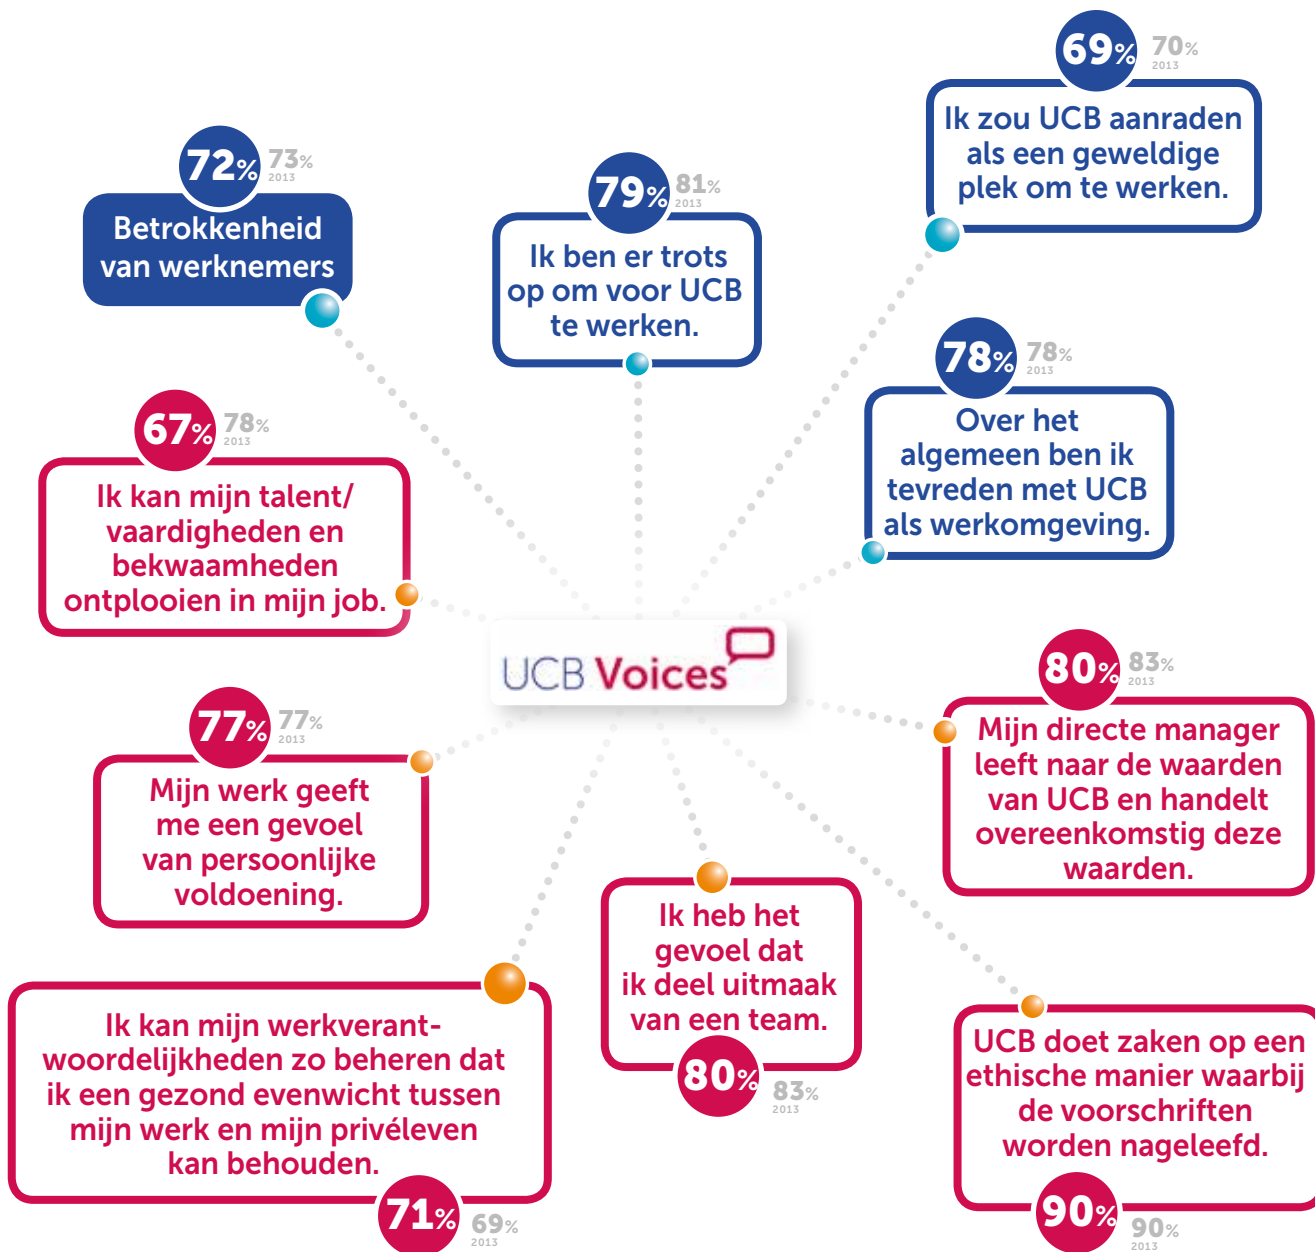 69% 70%
2013
Ik zou UCB aanraden
als een geweldige
plek om te werken.
72% 73%
2013
Betrokkenheid
van werknemers
79% 81%
2013
Ik ben er trots
op om voor UCB
te werken.
78% 78%
2013
Over het
algemeen ben ik
tevreden met UCB
als werkomgeving.
67% 78%
2013
Ik kan mijn talent/
vaardigheden en
bekwaamheden
ontplooien in mijn job.
UCB Voices
80% 83%
2013
Mijn directe manager
leeft naar de waarden
van UCB en handelt
overeenkomstig deze
waarden.
77% 77%
2013
Mijn werk geeft
me een gevoel
van persoonlijke
voldoening.
Ik heb het
gevoel dat
ik deel uitmaak
van een team.
80% 83%
2013
Ik kan mijn werkverant-
woordelijkheden zo beheren dat
ik een gezond evenwicht tussen
mijn werk en mijn privéleven
kan behouden.
71% 69%
2013
UCB doet zaken op een
ethische manier waarbij
de voorschriften
worden nageleefd.
90% 90%
2013